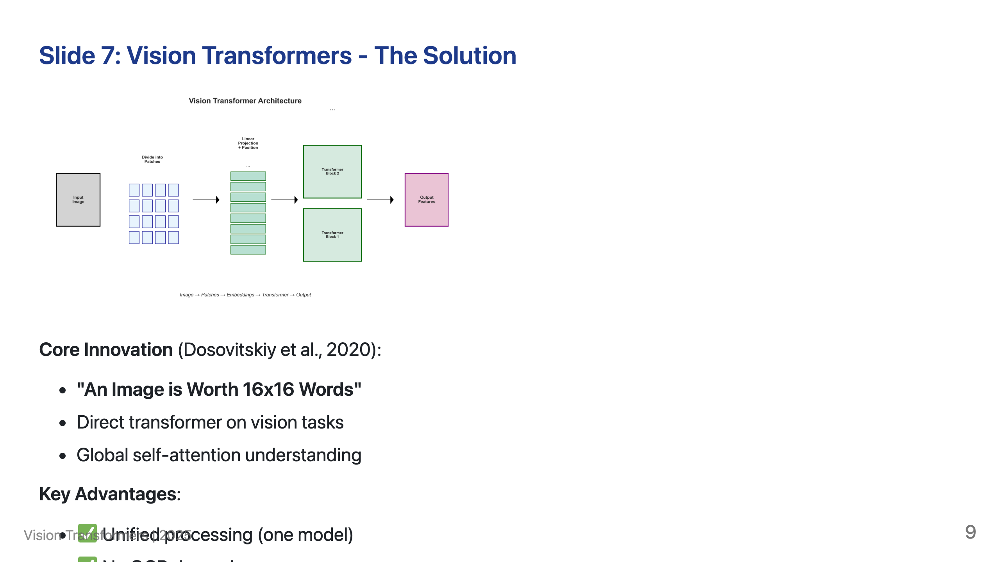 Slide 7: Vision Transformers - The Solution
Vision Transformer Architecture
...
Linear
Projection
+ Position
Divide into
Patches
...
Transformer
Block 2
Input
Image
Output
Features
Transformer
Block 1
Image → Patches → Embeddings → Transformer → Output
Core Innovation (Dosovitskiy et al., 2020):
• "An Image is Worth 16x16 Words"
• Direct transformer on vision tasks
• Global self-attention understanding
Key Advantages:
• ✅ Unified processing (one model)
Vision Transformers | 2025
9
✅ No OCR